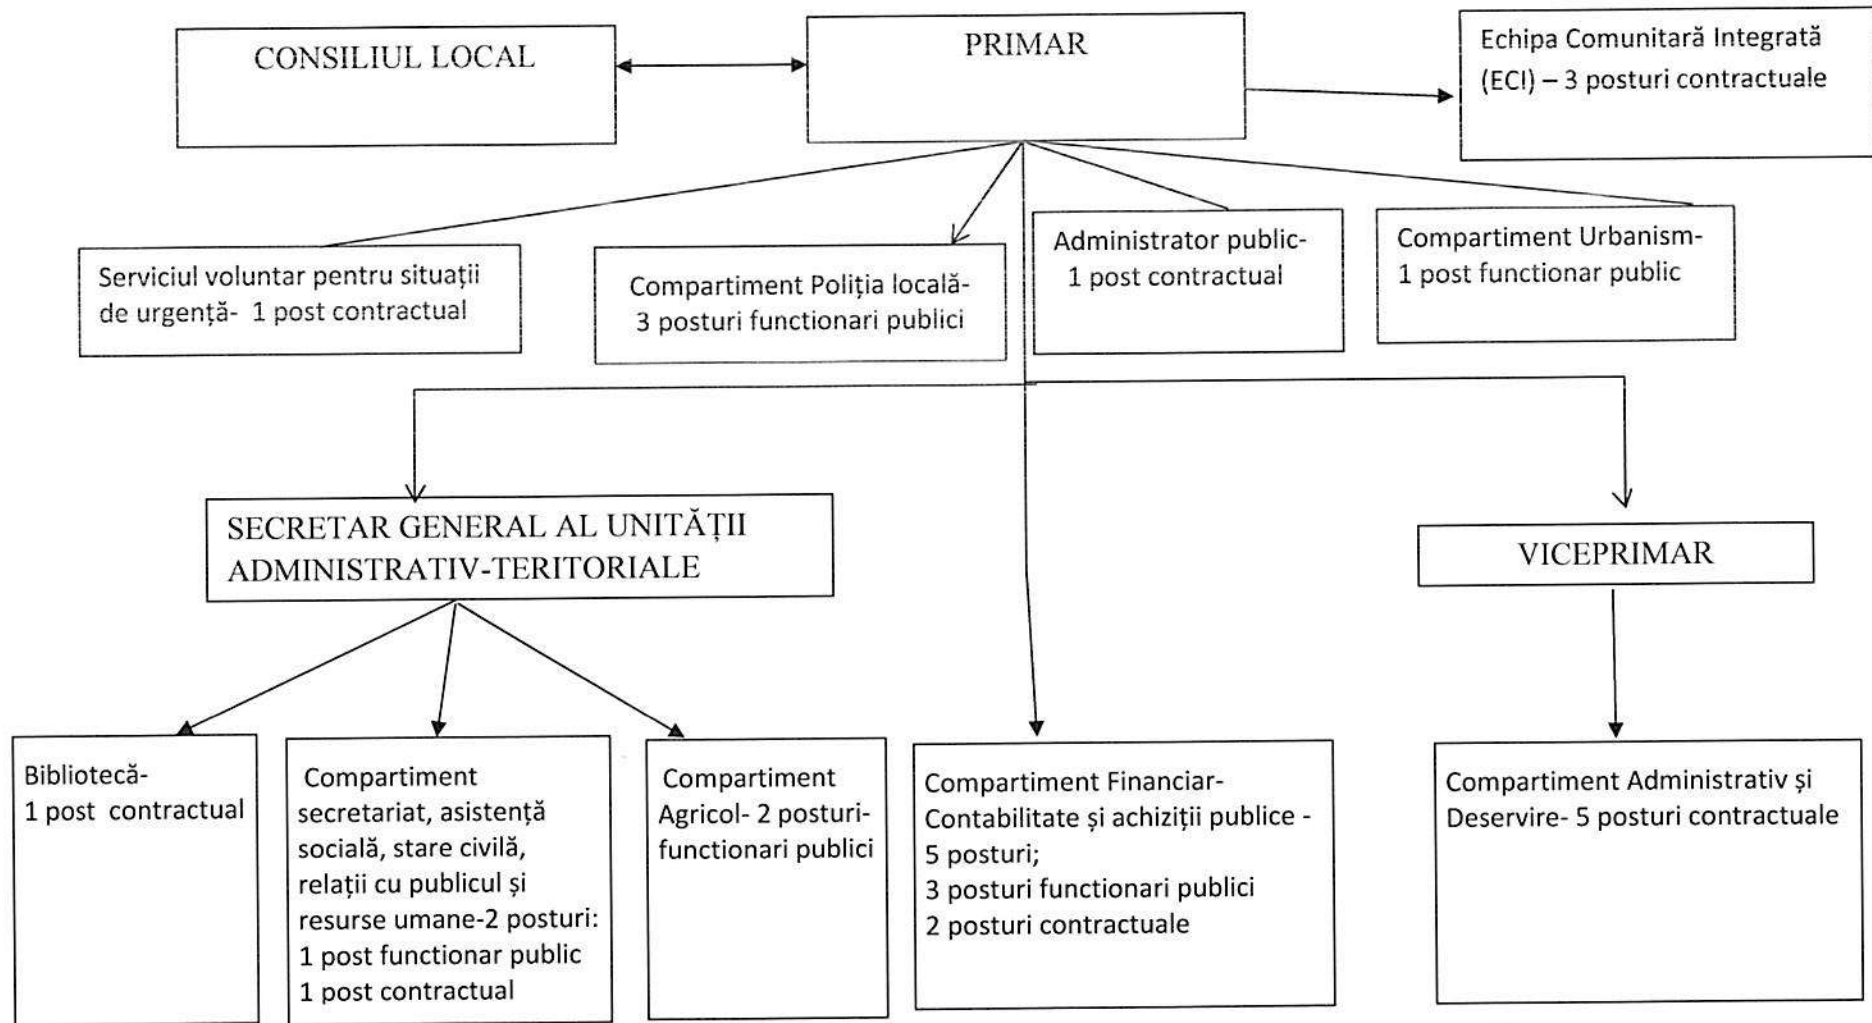 CONSILIUL LOCAL
PRIMAR
Echipa Comunitară Integrată
(ECI) – 3 posturi contractuale
Serviciul voluntar pentru situații
de urgență- 1 post contractual
Compartiment Poliția locală-
3 posturi functionari publici
Administrator public-
1 post contractual
Compartiment Urbanism-
1 post functionar public
SECRETAR GENERAL AL UNITĂȚII
ADMINISTRATIV-TERITORIALE
VICEPRIMAR
Bibliotecă-
1 post contractual
Compartiment
secretariat, asistență
socială, stare civilă,
relații cu publicul și
resurse umane-2 posturi:
1 post functionar public
1 post contractual
Compartiment
Agricol- 2 posturi-
functionari publici
Compartiment Financiar-
Contabilitate și achiziții publice -
5 posturi;
3 posturi functionari publici
2 posturi contractuale
Compartiment Administrativ și
Deservire- 5 posturi contractuale